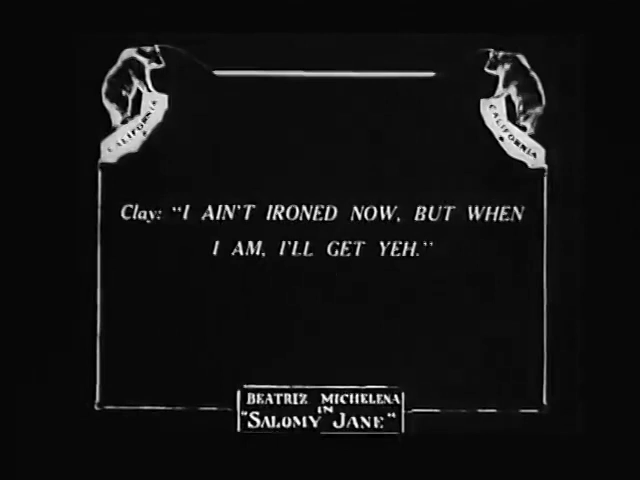 CALIFORNIA
CALIFORNIA
Clay: "I AIN'T IRONED NOW, BUT WHEN
I AM, I'LL GET YEH."
BEATRIZ MICHELENA
IN
"SALOMY JANE"